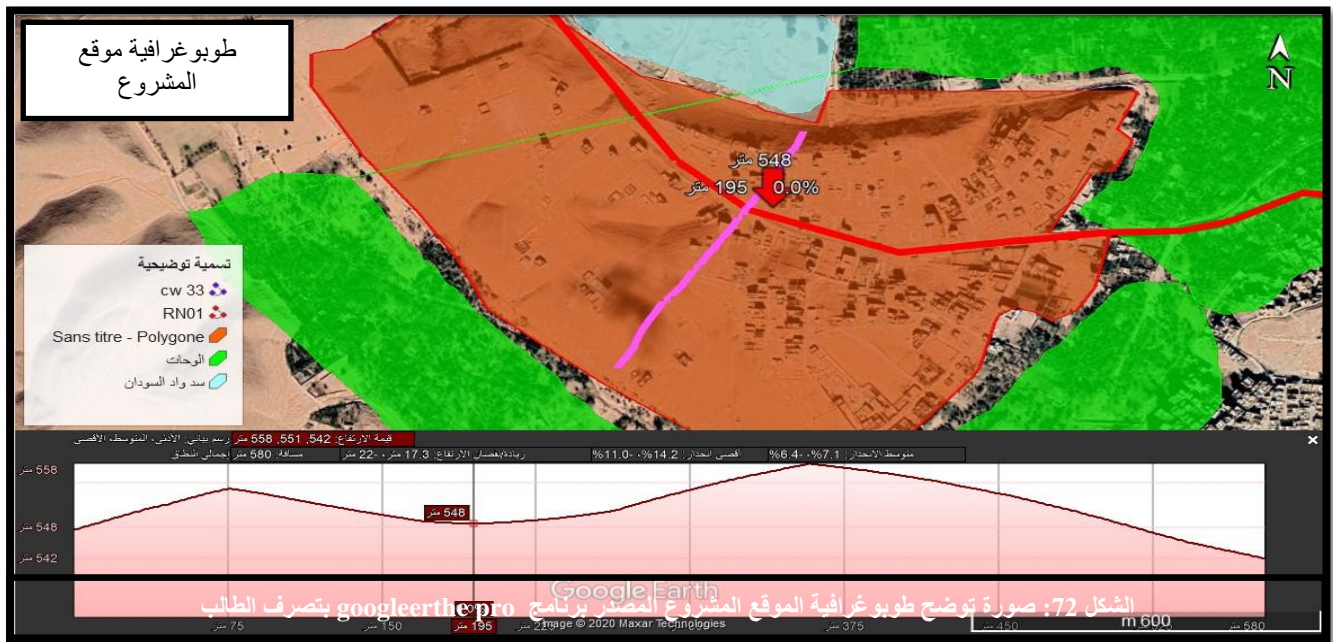 طوبوغرافية موقع
المشروع
N
548 متر
195 متر 0.0%
تسمية توضيحية
cw 33
RN01
Sans titre - Polygone
الوحات
سد واد السودان
رسم بياني: الأدنى، المتوسط، الأقصى قيمة الارتفاع: 542, 551, 558 متر
إجمالي النطاق مسافة: 580 متر زيادة/نقصان الارتفاع: 17.3 متر، -22 متر أقصى انحدار: 14.2%، -11.0% متوسط الانحدار: 7.1%، -6.4%
558 متر
548 متر
548 متر
542 متر
Google Earth
الشكل 72: صورة توضح طوبوغرافية الموقع المشروع المصدر برنامج googleerthe pro بتصرف الطالب
Image © 2020 Maxar Technologies
75 متر
150 متر
195 متر
375 متر
450 متر
580 متر
600 m